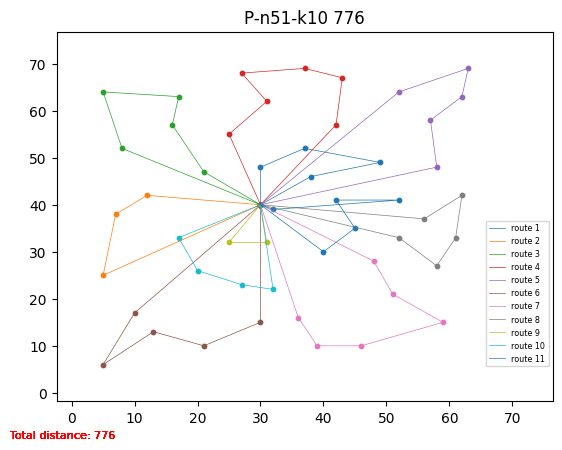 P-n51-k10 776
70
60
50
40
30
20
10
0
0 10 20 30 40 50 60 70
route 1
route 2
route 3
route 4
route 5
route 6
route 7
route 8
route 9
route 10
route 11
Total distance: 776